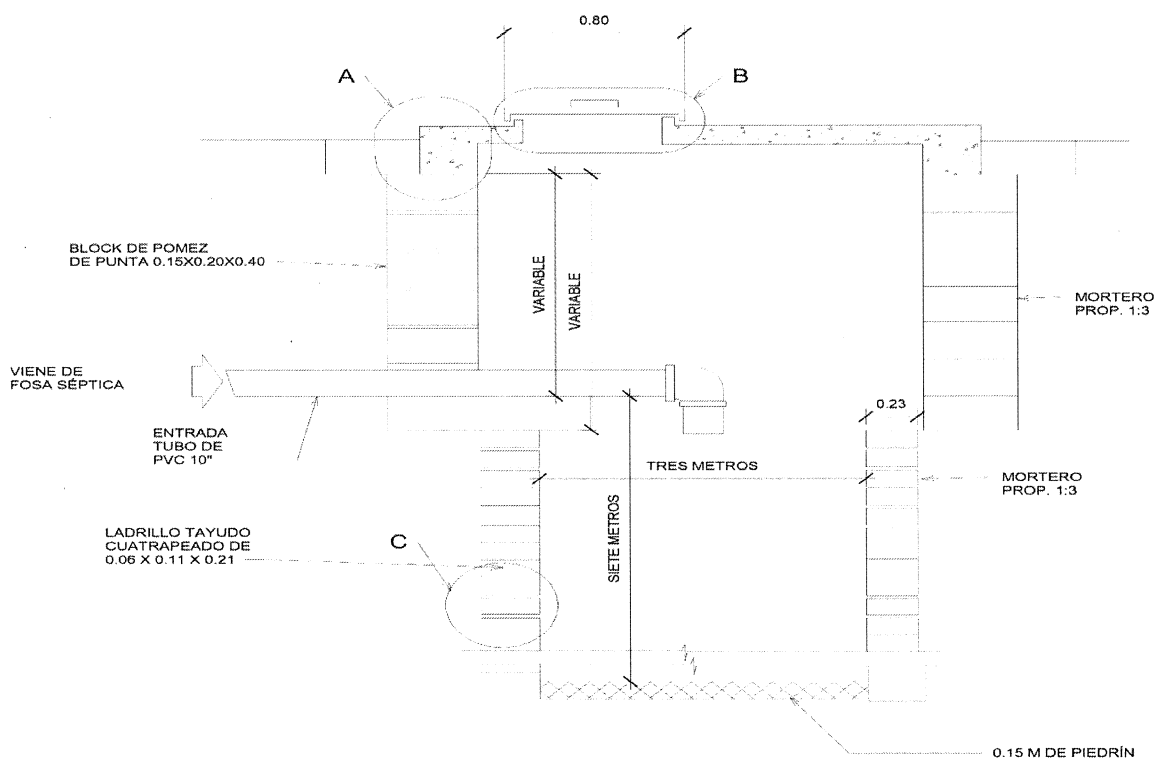 0.80
A
B
BLOCK DE POMEZ
DE PUNTA 0.15X0.20X0.40
VARIABLE
VARIABLE
MORTERO
PROP. 1:3
VIENE DE
FOSA SÉPTICA
0.23
ENTRADA
TUBO DE
PVC 10"
TRES METROS
MORTERO
PROP. 1:3
LADRILLO TAYUDO
CUATRAPEADO DE
0.06 X 0.11 X 0.21
C
SIETE METROS
0.15 M DE PIEDRÍN